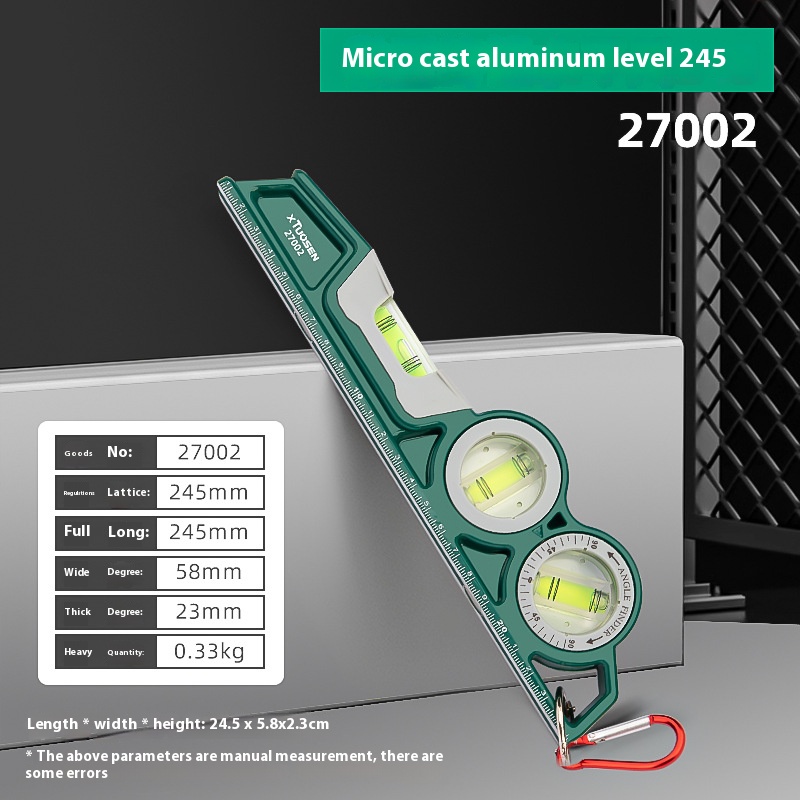 Micro cast aluminum level 245
27002
XTUOSEN
27002
ANGLE FINDER
Goods No: 27002
Regulations Lattice: 245mm
Full Long: 245mm
Wide Degree: 58mm
Thick Degree: 23mm
Heavy Quantity: 0.33kg
Length * width * height: 24.5 x 5.8x2.3cm
* The above parameters are manual measurement, there are
some errors